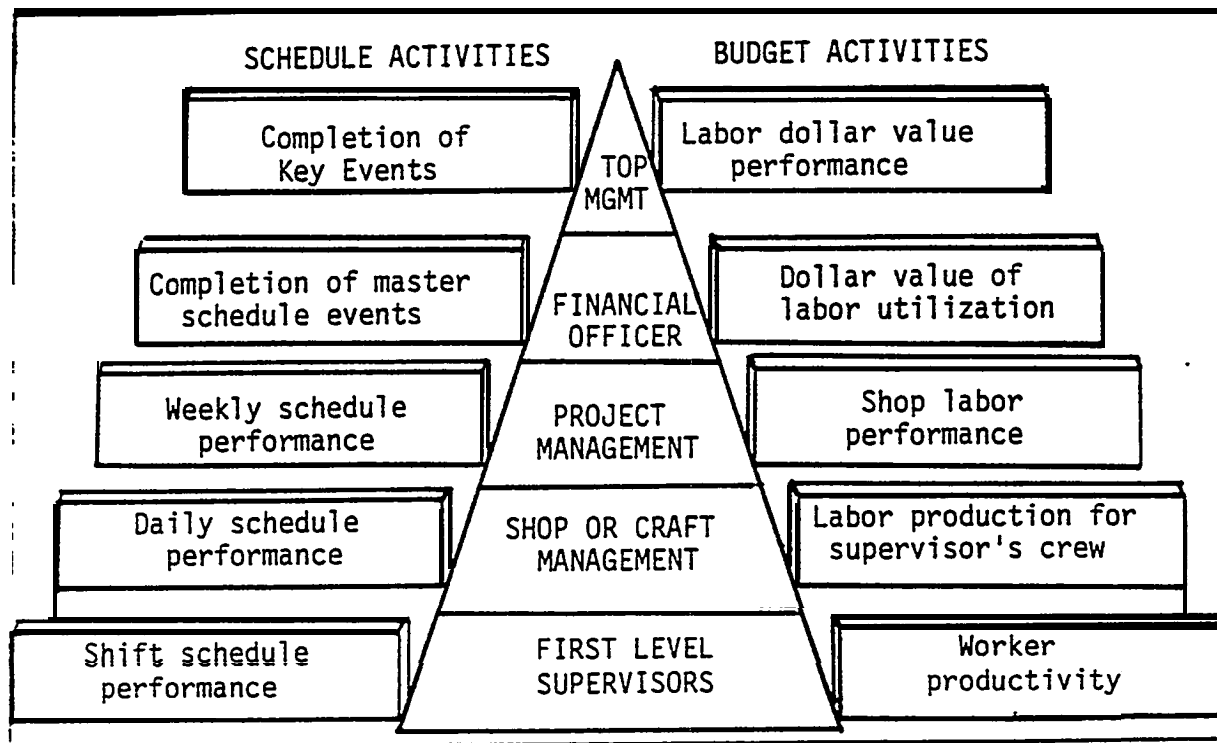 SCHEDULE ACTIVITIES
BUDGET ACTIVITIES
Completion of
Key Events
TOP
MGMT
Labor dollar value
performance
Completion of master
schedule events
FINANCIAL
OFFICER
Dollar value of
labor utilization
Weekly schedule
performance
PROJECT
MANAGEMENT
Shop labor
performance
Daily schedule
performance
SHOP OR CRAFT
MANAGEMENT
Labor production for
supervisor's crew
Shift schedule
performance
FIRST LEVEL
SUPERVISORS
Worker
productivity